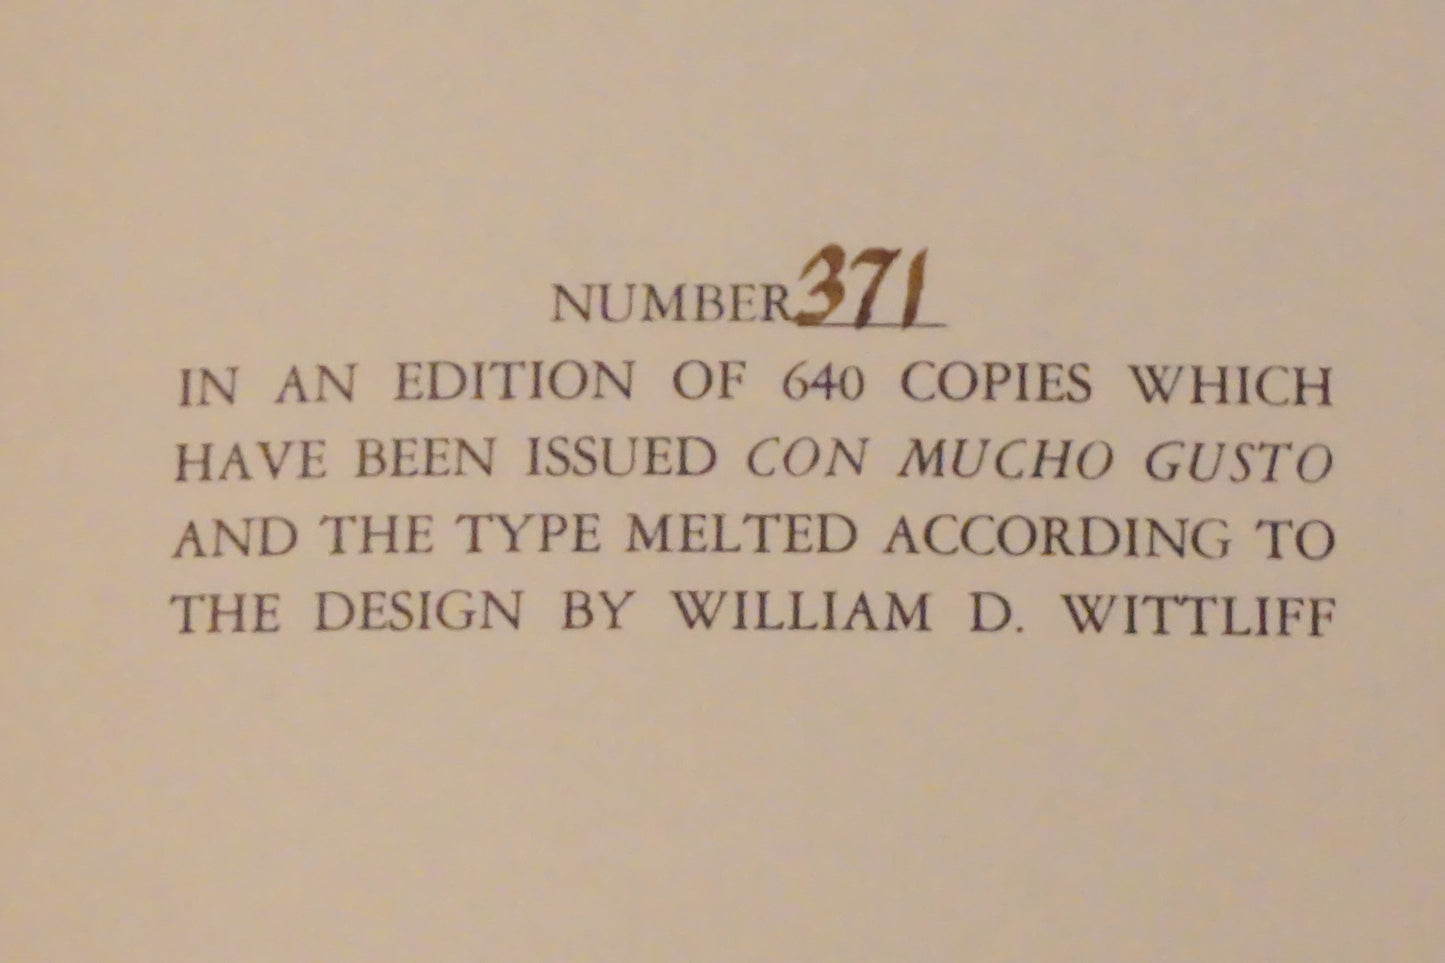 NUMBER 371
IN AN EDITION OF 640 COPIES WHICH
HAVE BEEN ISSUED CON MUCHO GUSTO
AND THE TYPE MELTED ACCORDING TO
THE DESIGN BY WILLIAM D. WITTLIFF